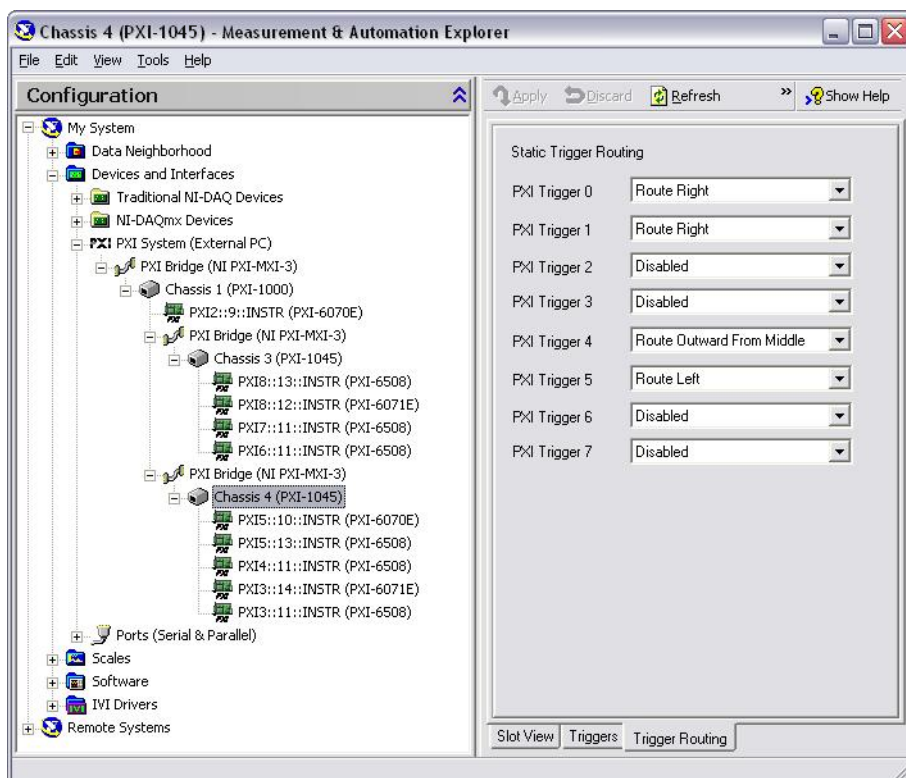 Chassis 4 (PXI-1045) - Measurement & Automation Explorer
File Edit View Tools Help
Configuration
My System
Data Neighborhood
Devices and Interfaces
Traditional NI-DAQ Devices
NI-DAQmx Devices
PXI PXI System (External PC)
PXI Bridge (NI PXI-MXI-3)
Chassis 1 (PXI-1000)
PXI2::9::INSTR (PXI-6070E)
PXI Bridge (NI PXI-MXI-3)
Chassis 3 (PXI-1045)
PXI8::13::INSTR (PXI-6508)
PXI8::12::INSTR (PXI-6071E)
PXI7::11::INSTR (PXI-6508)
PXI6::11::INSTR (PXI-6508)
PXI Bridge (NI PXI-MXI-3)
Chassis 4 (PXI-1045)
PXI5::10::INSTR (PXI-6070E)
PXI5::13::INSTR (PXI-6508)
PXI4::11::INSTR (PXI-6508)
PXI3::14::INSTR (PXI-6071E)
PXI3::11::INSTR (PXI-6508)
Ports (Serial & Parallel)
Scales
Software
IVI Drivers
Remote Systems
Apply Discard Refresh » Show Help
Static Trigger Routing
PXI Trigger 0 Route Right
PXI Trigger 1 Route Right
PXI Trigger 2 Disabled
PXI Trigger 3 Disabled
PXI Trigger 4 Route Outward From Middle
PXI Trigger 5 Route Left
PXI Trigger 6 Disabled
PXI Trigger 7 Disabled
Slot View Triggers Trigger Routing